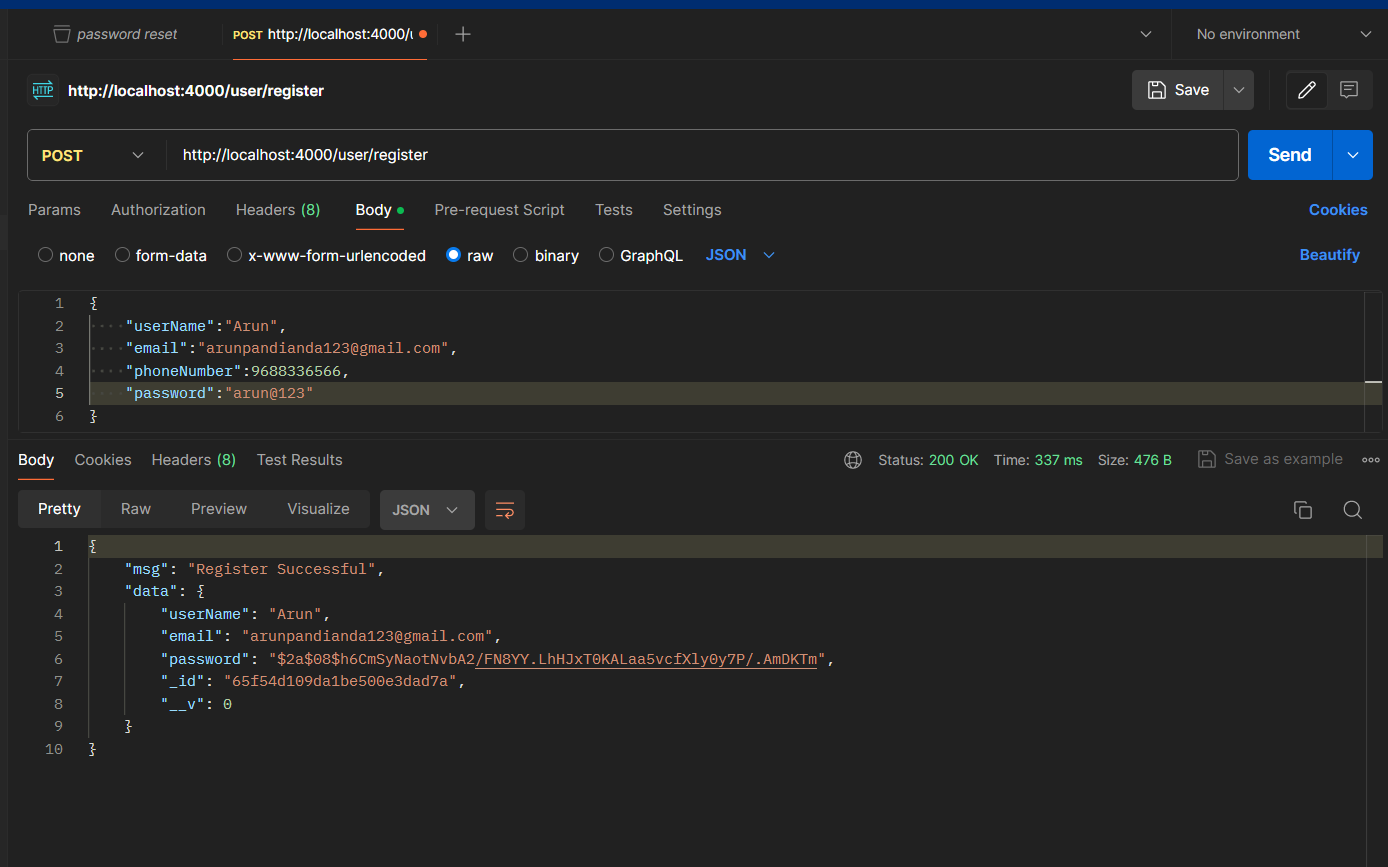 password reset
POST http://localhost:4000/u
No environment
HTTP http://localhost:4000/user/register
Save
POST http://localhost:4000/user/register
Send
Params Authorization Headers (8) Body Pre-request Script Tests Settings Cookies
none form-data x-www-form-urlencoded raw binary GraphQL JSON Beautify
1 {
2 "userName":"Arun",
3 "email":"arunpandianda123@gmail.com",
4 "phoneNumber":9688336566,
5 "password":"arun@123"
6 }
Body Cookies Headers (8) Test Results Status: 200 OK Time: 337 ms Size: 476 B Save as example
Pretty Raw Preview Visualize JSON
1 {
2 "msg": "Register Successful",
3 "data": {
4 "userName": "Arun",
5 "email": "arunpandianda123@gmail.com",
6 "password": "$2a$08$h6CmSyNaotNvbA2/FN8YY.LhHJxT0KALaa5vcfXly0y7P/.AmDKTm",
7 "_id": "65f54d109da1be500e3dad7a",
8 "__v": 0
9 }
10 }